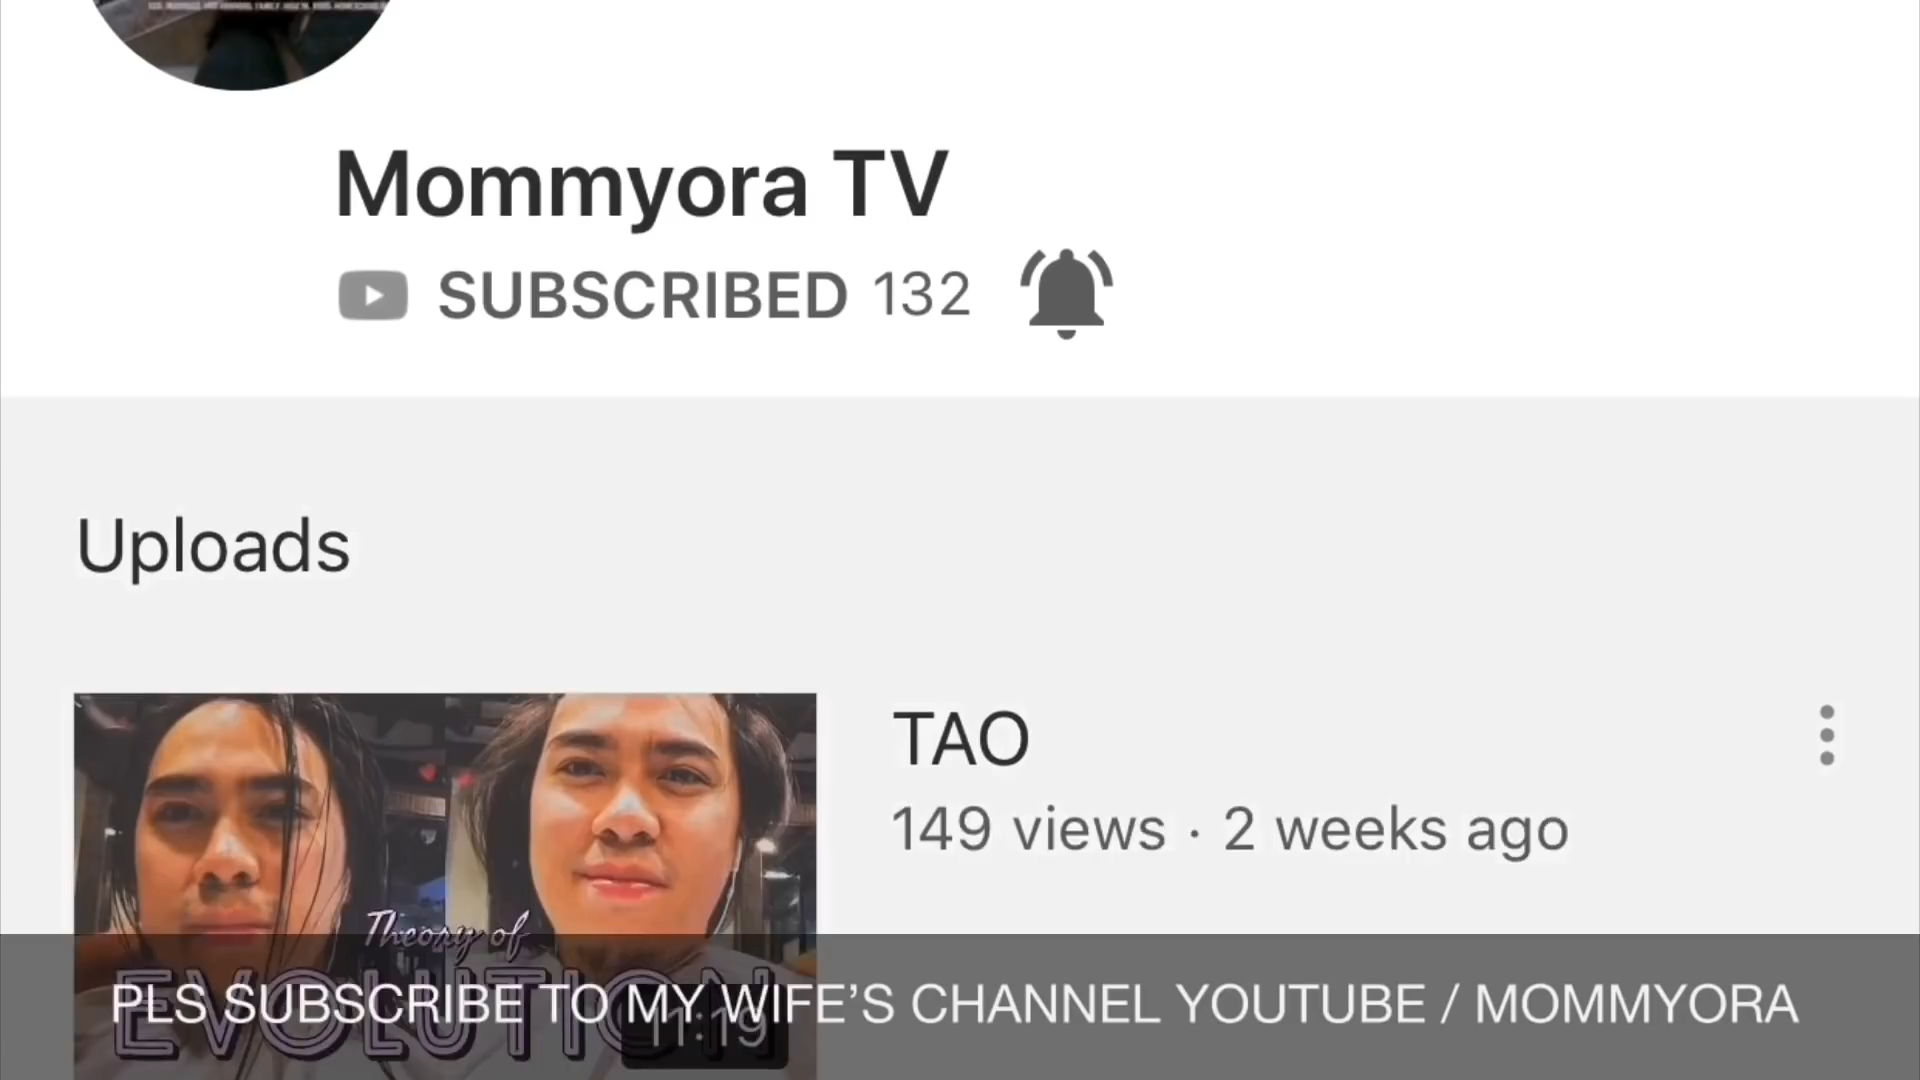 Mommyora TV
SUBSCRIBED 132
Uploads
TAO
149 views · 2 weeks ago
Theory of
EVOLUTION
11:19
PLS SUBSCRIBE TO MY WIFE’S CHANNEL YOUTUBE / MOMMYORA